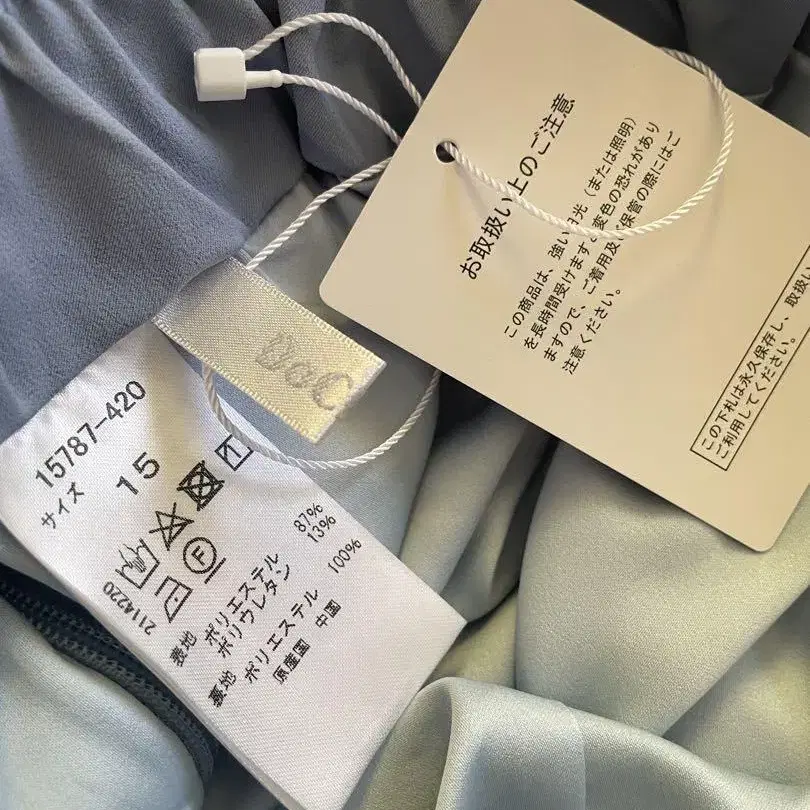 お取扱い上のご注意
この商品は、強い日光（または照明）
を長時間受けますと変色の恐れがあり
ますので、ご着用及び保管の際にはご
注意ください。
この下札は永久保存し、取扱い
ご利用してください。
15787-420
サイズ 15
2114220
F
表地 ポリエステル 87%
ポリウレタン 13%
裏地 ポリエステル 100%
原産国 中国